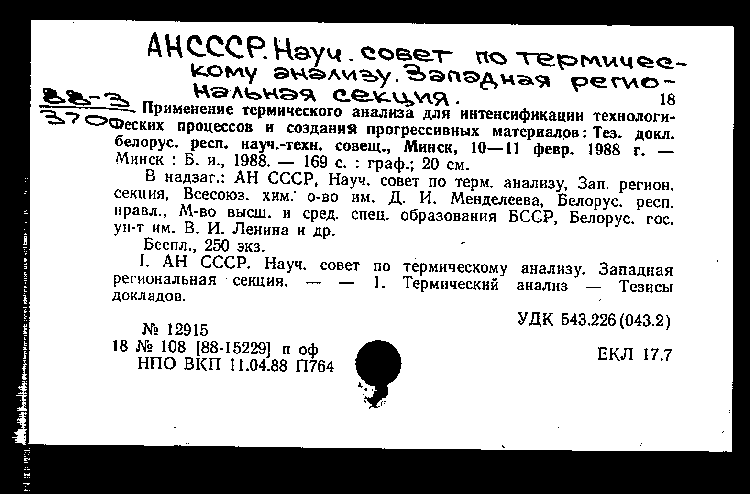 АН СССР. Науч. совет по термичес-
кому анализу. Западная регио-
нальная секция.
18
88-3
3700
Применение термического анализа для интенсификации технологи-
ческих процессов и создания прогрессивных материалов: Тез. докл.
белорус. респ. науч.-техн. совещ., Минск, 10—11 февр. 1988 г. —
Минск : Б. и., 1988. — 169 с. : граф.; 20 см.
В надзаг.: АН СССР, Науч. совет по терм. анализу, Зап. регион.
секция, Всесоюз. хим. о-во им. Д. И. Менделеева, Белорус. респ.
правл., М-во высш. и сред. спец. образования БССР, Белорус. гос.
ун-т им. В. И. Ленина и др.
Беспл., 250 экз.
I. АН СССР. Науч. совет по термическому анализу. Западная
региональная секция. — — 1. Термический анализ — Тезисы
докладов.
УДК 543.226(043.2)
№ 12915
18 № 108 [88-15229] п оф
НПО ВКП 11.04.88 П764
ЕКЛ 17.7